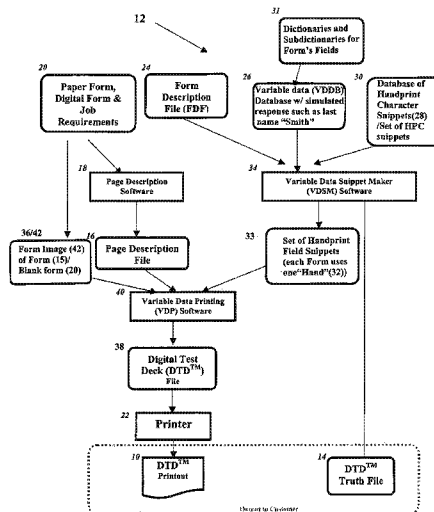 12
31
Dictionaries and
Subdictionaries for
Form's Fields
20
Paper Form,
Digital Form &
Job
Requirements
24
Form
Description
File (FDF)
26
Variable data (VDDB)
Database w/ simulated
response such as last
name "Smith"
30
Database of
Handprint
Character
Snippets(28)
/Set of HPC
snippets
18
Page Description
Software
34
Variable Data Snippet Maker
(VDSM) Software
36/42
Form Image (42)
of Form (15)/
Blank form (20)
16
Page Description
File
33
Set of Handprint
Field Snippets
(each Form uses
one"Hand"(32))
40
Variable Data Printing
(VDP) Software
38
Digital Test
Deck (DTD™)
File
22
Printer
10
DTD™
Printout
14
DTD™
Truth File
to Customer